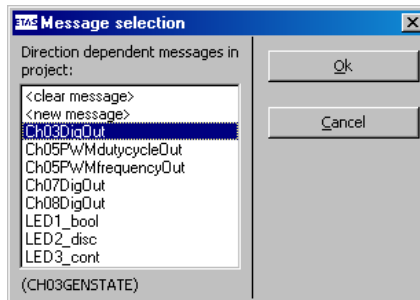 ETAS Message selection
Direction dependent messages in
project:
<clear message>
<new message>
Ch03DigOut
Ch05PWMdutycycleOut
Ch05PWMfrequencyOut
Ch07DigOut
Ch08DigOut
LED1_bool
LED2_disc
LED3_cont
(CH03GENSTATE)
Ok
Cancel